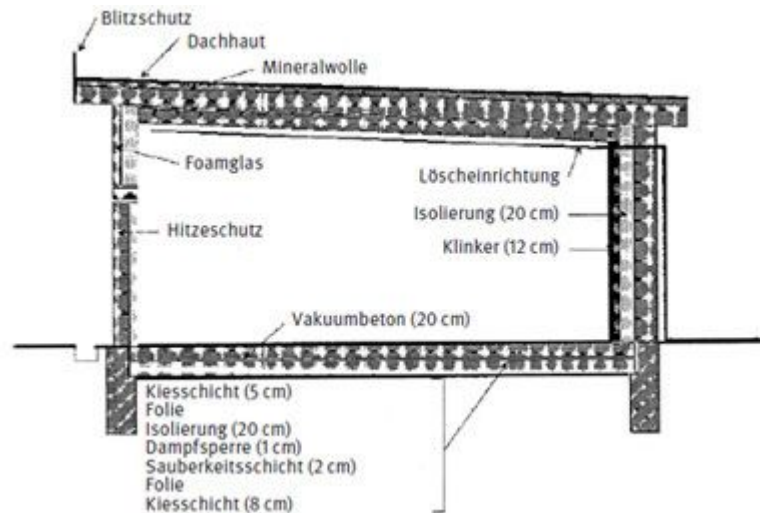 Blitzschutz
Dachhaut
Mineralwolle
Foamglas
Löscheinrichtung
Isolierung (20 cm)
Hitzeschutz
Klinker (12 cm)
Vakuumbeton (20 cm)
Kiesschicht (5 cm)
Folie
Isolierung (20 cm)
Dampfsperre (1 cm)
Sauberkeitsschicht (2 cm)
Folie
Kiesschicht (8 cm)